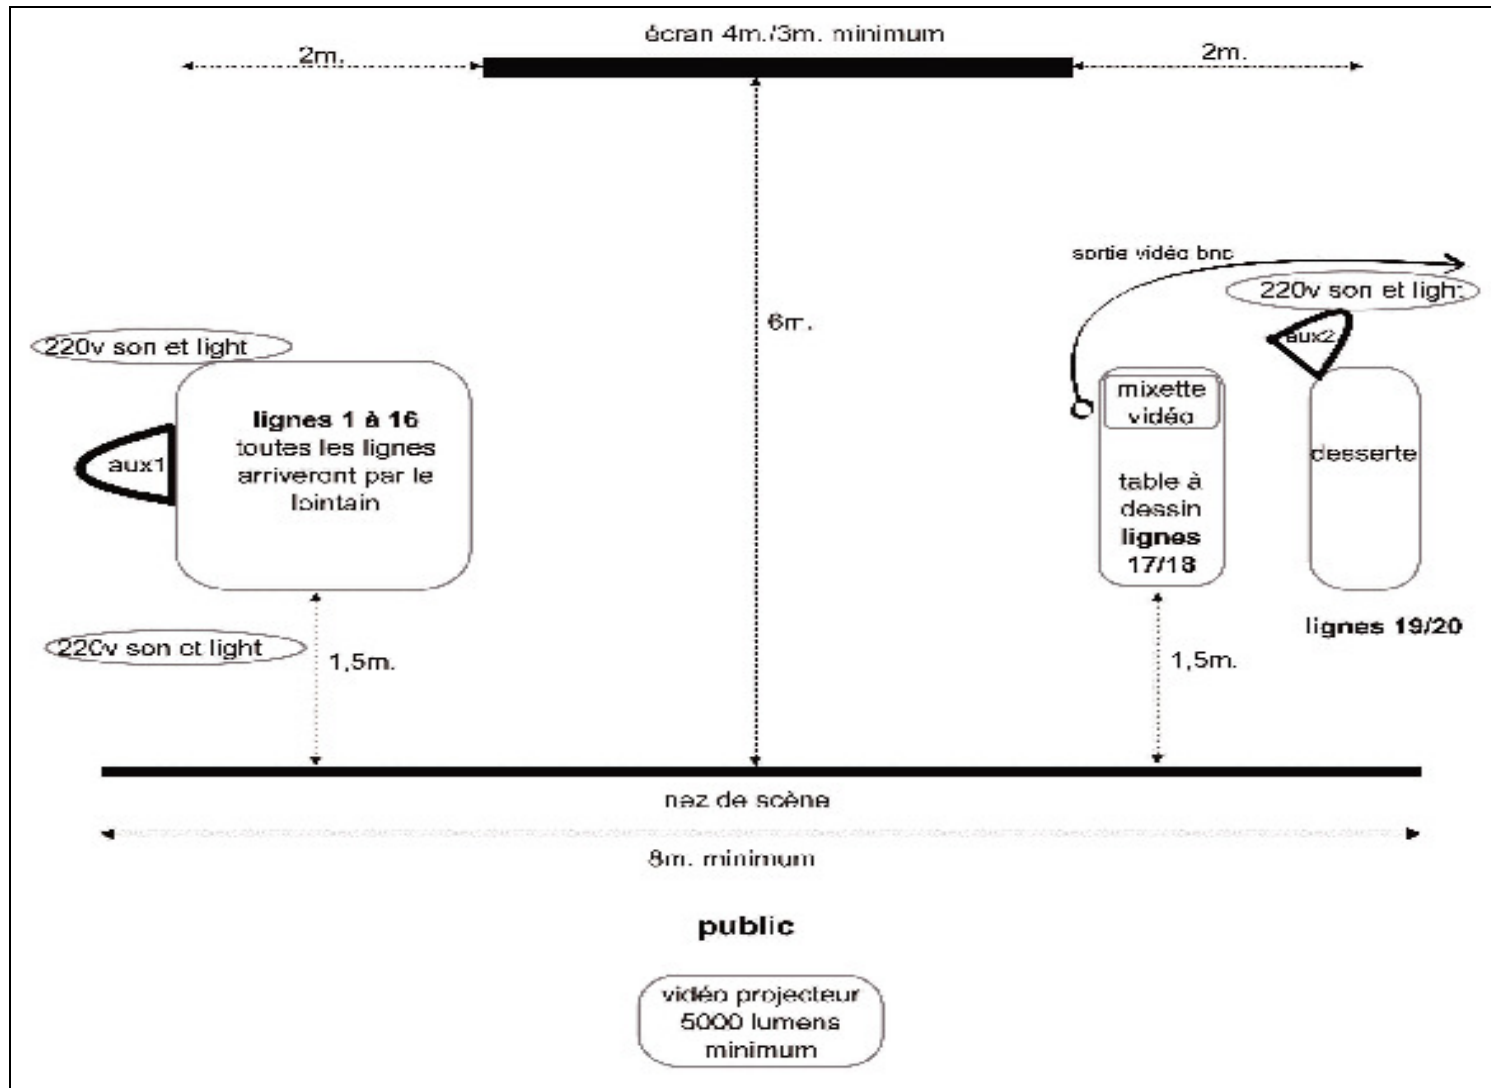 écran 4m./3m. minimum
2m.
2m.
sortie vidéo bnc
220v son et light
6m.
220v son et light
aux2
mixette
vidéo
lignes 1 à 16
toutes les lignes
arriveront par le
lointain
aux1
desserte
table à
dessin
lignes
17/18
lignes 19/20
220v son et light
1,5m.
1,5m.
nez de scène
8m. minimum
public
vidéo projecteur
5000 lumens
minimum